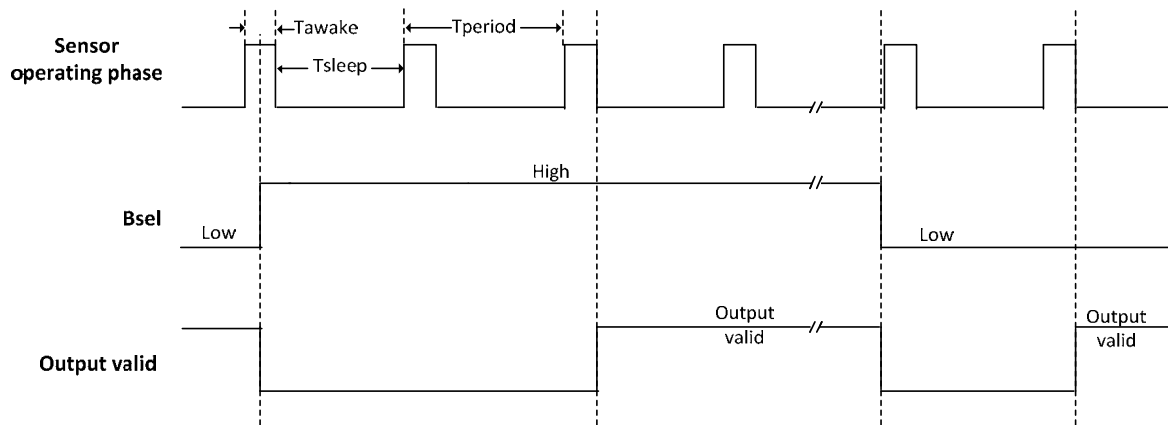 Sensor
operating phase
Tawake
Tperiod
Tsleep
Bsel
Low
High
Low
Output valid
Output
valid
Output
valid